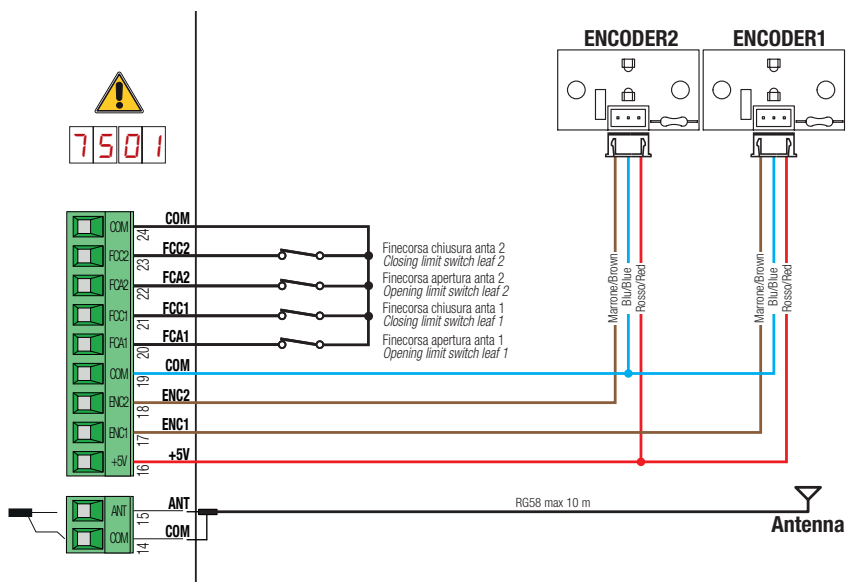 ENCODER2
ENCODER1
7501
Marrone/Brown
Blu/Blue
Rosso/Red
Marrone/Brown
Blu/Blue
Rosso/Red
COM 24 COM
FCC2 23 FCC2
Finecorsa chiusura anta 2
Closing limit switch leaf 2
FCA2 22 FCA2
Finecorsa apertura anta 2
Opening limit switch leaf 2
FCC1 21 FCC1
Finecorsa chiusura anta 1
Closing limit switch leaf 1
FCA1 20 FCA1
Finecorsa apertura anta 1
Opening limit switch leaf 1
COM 19 COM
ENC2 18 ENC2
ENC1 17 ENC1
+5V 16 +5V
ANT 15 ANT
RG58 max 10 m
Antenna
COM 14 COM